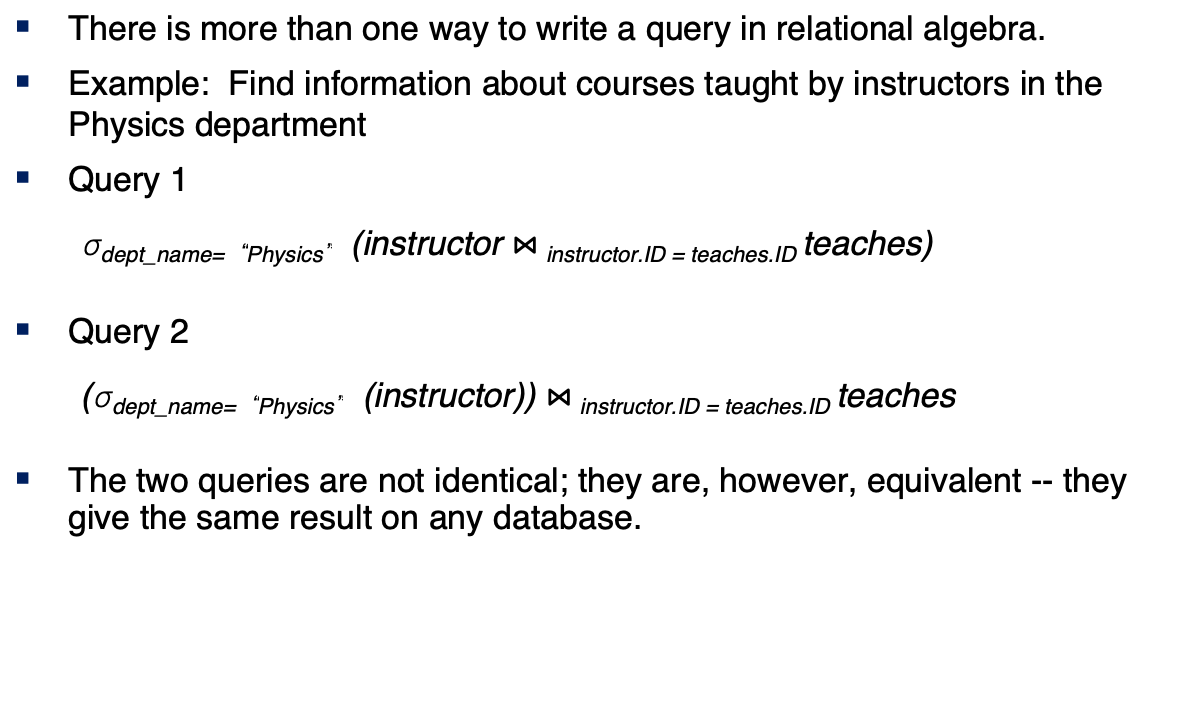 ▪ There is more than one way to write a query in relational algebra.
▪ Example:  Find information about courses taught by instructors in the
Physics department
▪ Query 1
σ dept_name= “Physics” (instructor ⋈ instructor.ID = teaches.ID teaches)
▪ Query 2
(σ dept_name= “Physics” (instructor)) ⋈ instructor.ID = teaches.ID teaches
▪ The two queries are not identical; they are, however, equivalent -- they
give the same result on any database.